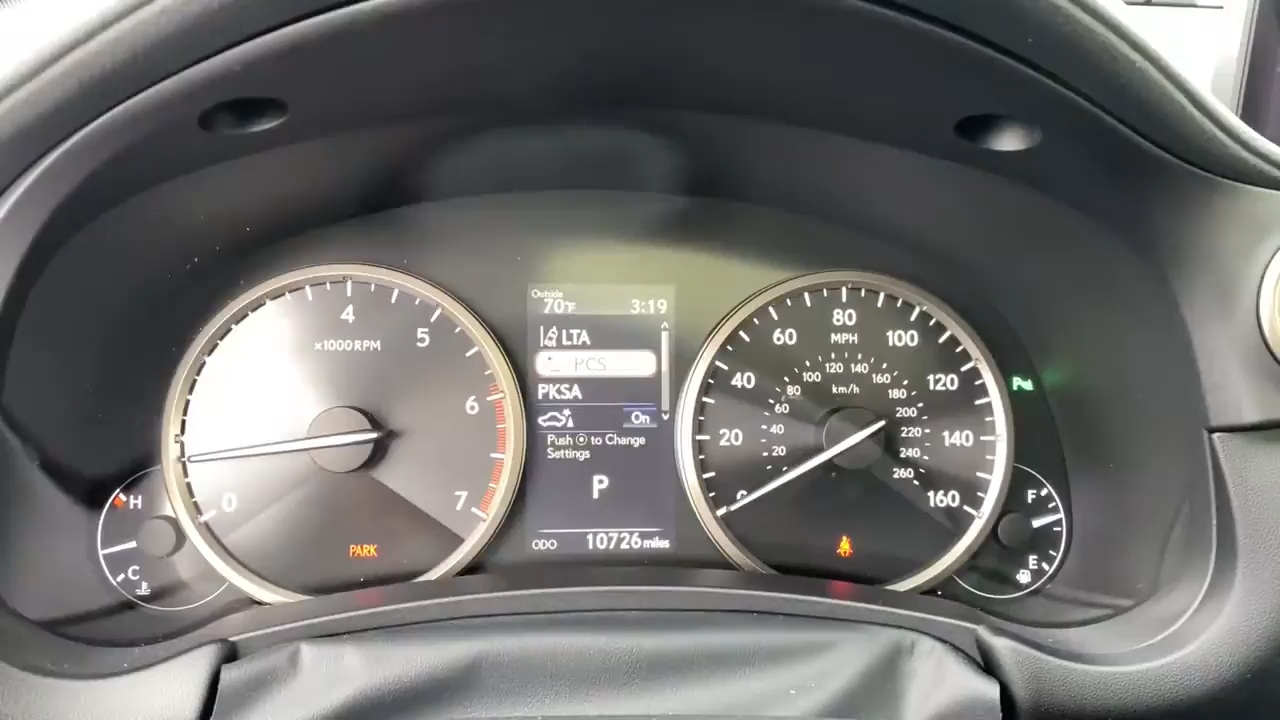 4
5
6
7
0
×1000RPM
PARK
H
C
Outside
70°F 3:19
LTA
PCS
PKSA
On
Push to Change
Settings
P
ODO 10726 miles
0
20
40
60
80
100
120
140
160
MPH
20
40
60
80
100
120
140
160
180
200
220
240
260
km/h
F
E